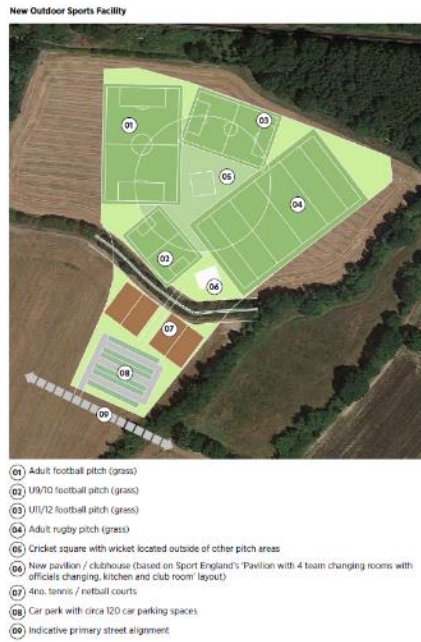 New Outdoor Sports Facility
01
03
05
04
02
06
07
08
09
01 Adult football pitch (grass)
02 U9/10 football pitch (grass)
03 U11/12 football pitch (grass)
04 Adult rugby pitch (grass)
05 Cricket square with wicket located outside of other pitch areas
06 New pavilion / clubhouse (based on Sport England's 'Pavilion with 4 team changing rooms with
officials changing, kitchen and club room' layout)
07 4no. tennis / netball courts
08 Car park with circa 120 car parking spaces
09 Indicative primary street alignment